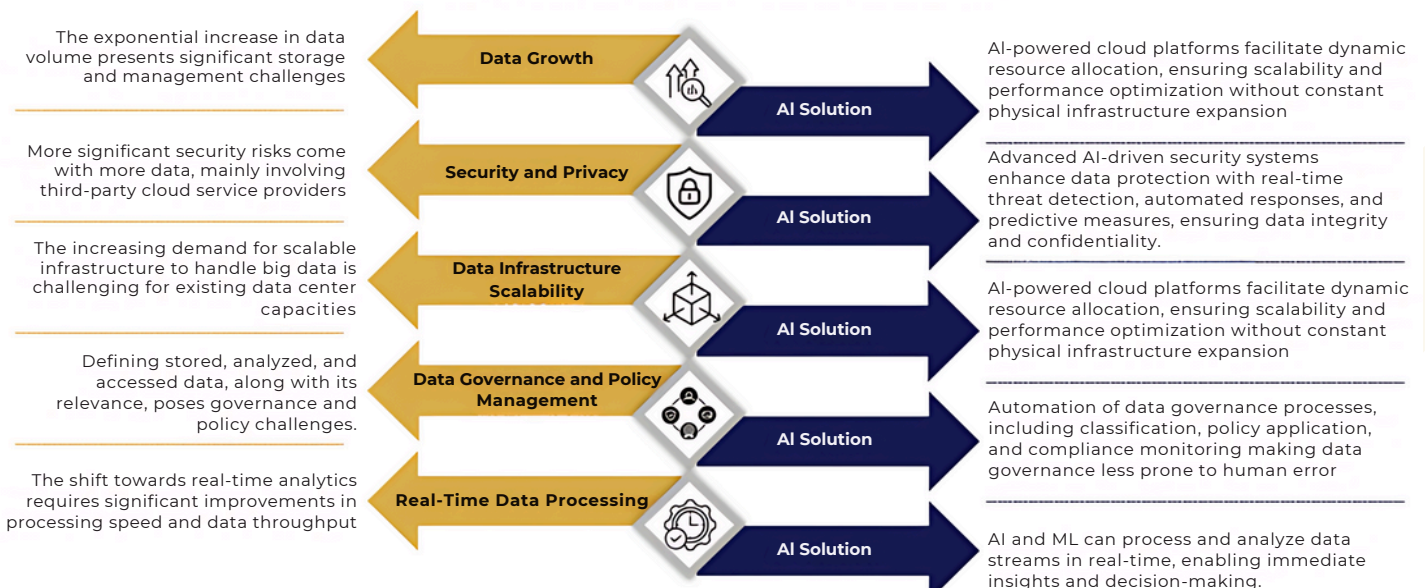 The exponential increase in data
volume presents significant storage
and management challenges
Data Growth
AI Solution
AI-powered cloud platforms facilitate dynamic
resource allocation, ensuring scalability and
performance optimization without constant
physical infrastructure expansion
More significant security risks come
with more data, mainly involving
third-party cloud service providers
Security and Privacy
AI Solution
Advanced AI-driven security systems
enhance data protection with real-time
threat detection, automated responses, and
predictive measures, ensuring data integrity
and confidentiality.
The increasing demand for scalable
infrastructure to handle big data is
challenging for existing data center
capacities
Data Infrastructure
Scalability
AI Solution
AI-powered cloud platforms facilitate dynamic
resource allocation, ensuring scalability and
performance optimization without constant
physical infrastructure expansion
Defining stored, analyzed, and
accessed data, along with its
relevance, poses governance and
policy challenges.
Data Governance and Policy
Management
AI Solution
Automation of data governance processes,
including classification, policy application,
and compliance monitoring making data
governance less prone to human error
The shift towards real-time analytics
requires significant improvements in
processing speed and data throughput
Real-Time Data Processing
AI Solution
AI and ML can process and analyze data
streams in real-time, enabling immediate
insights and decision-making.